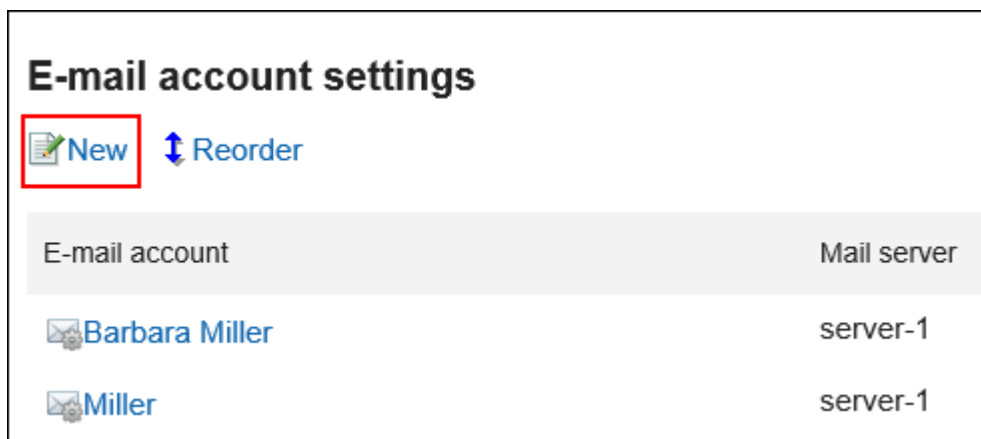 E-mail account settings
New Reorder
E-mail account Mail server
Barbara Miller server-1
Miller server-1